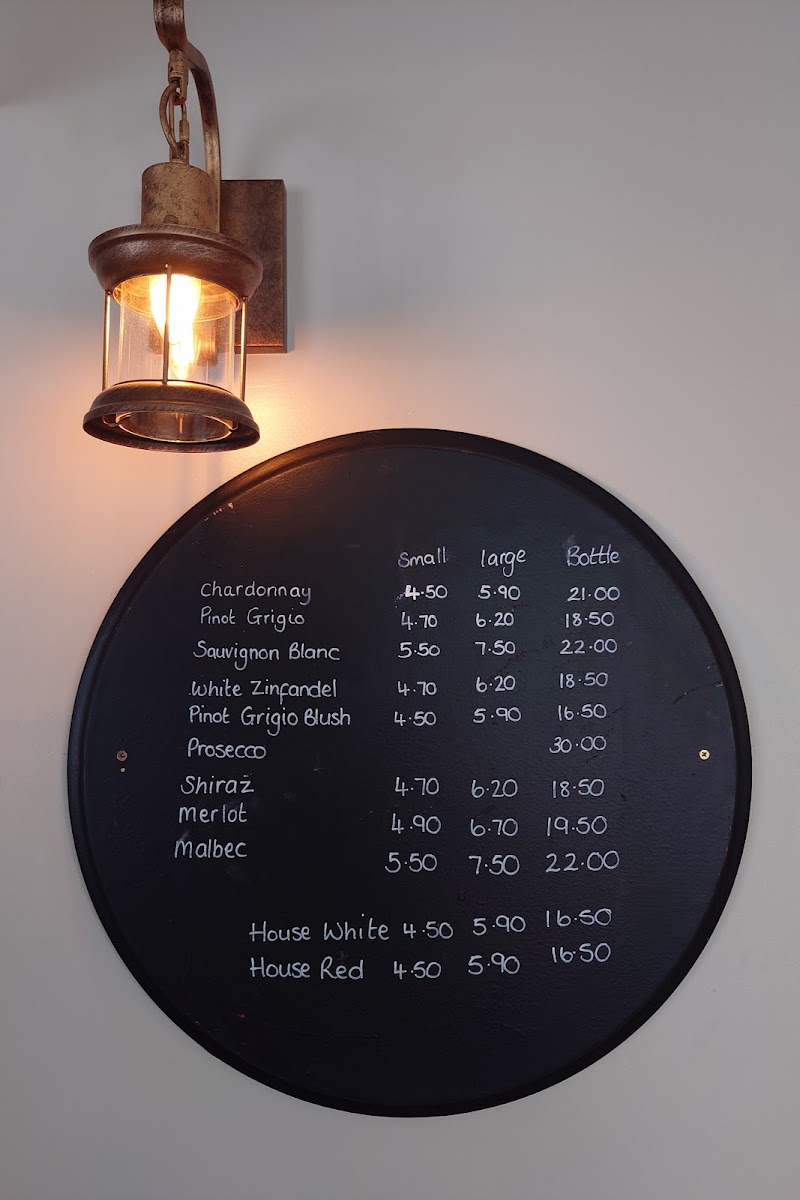 Small large Bottle
Chardonnay 4.50 5.90 21.00
Pinot Grigio 4.70 6.20 18.50
Sauvignon Blanc 5.50 7.50 22.00
White Zinfandel 4.70 6.20 18.50
Pinot Grigio Blush 4.50 5.90 16.50
Prosecco 30.00
Shiraz 4.70 6.20 18.50
Merlot 4.90 6.70 19.50
Malbec 5.50 7.50 22.00
House White 4.50 5.90 16.50
House Red 4.50 5.90 16.50